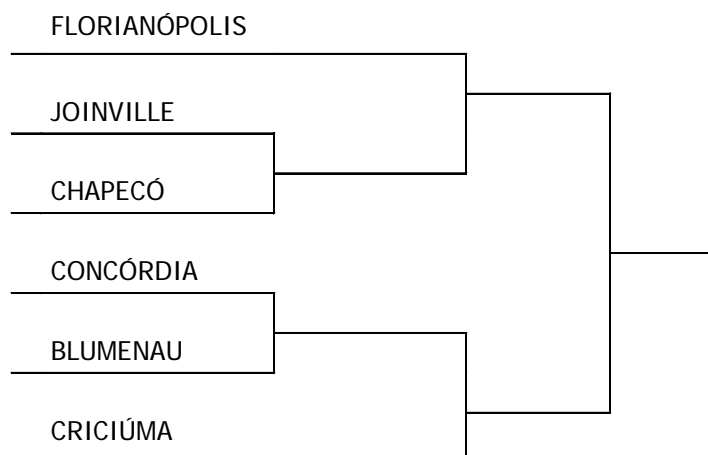 FLORIANÓPOLIS
JOINVILLE
CHAPECÓ
CONCÓRDIA
BLUMENAU
CRICIÚMA